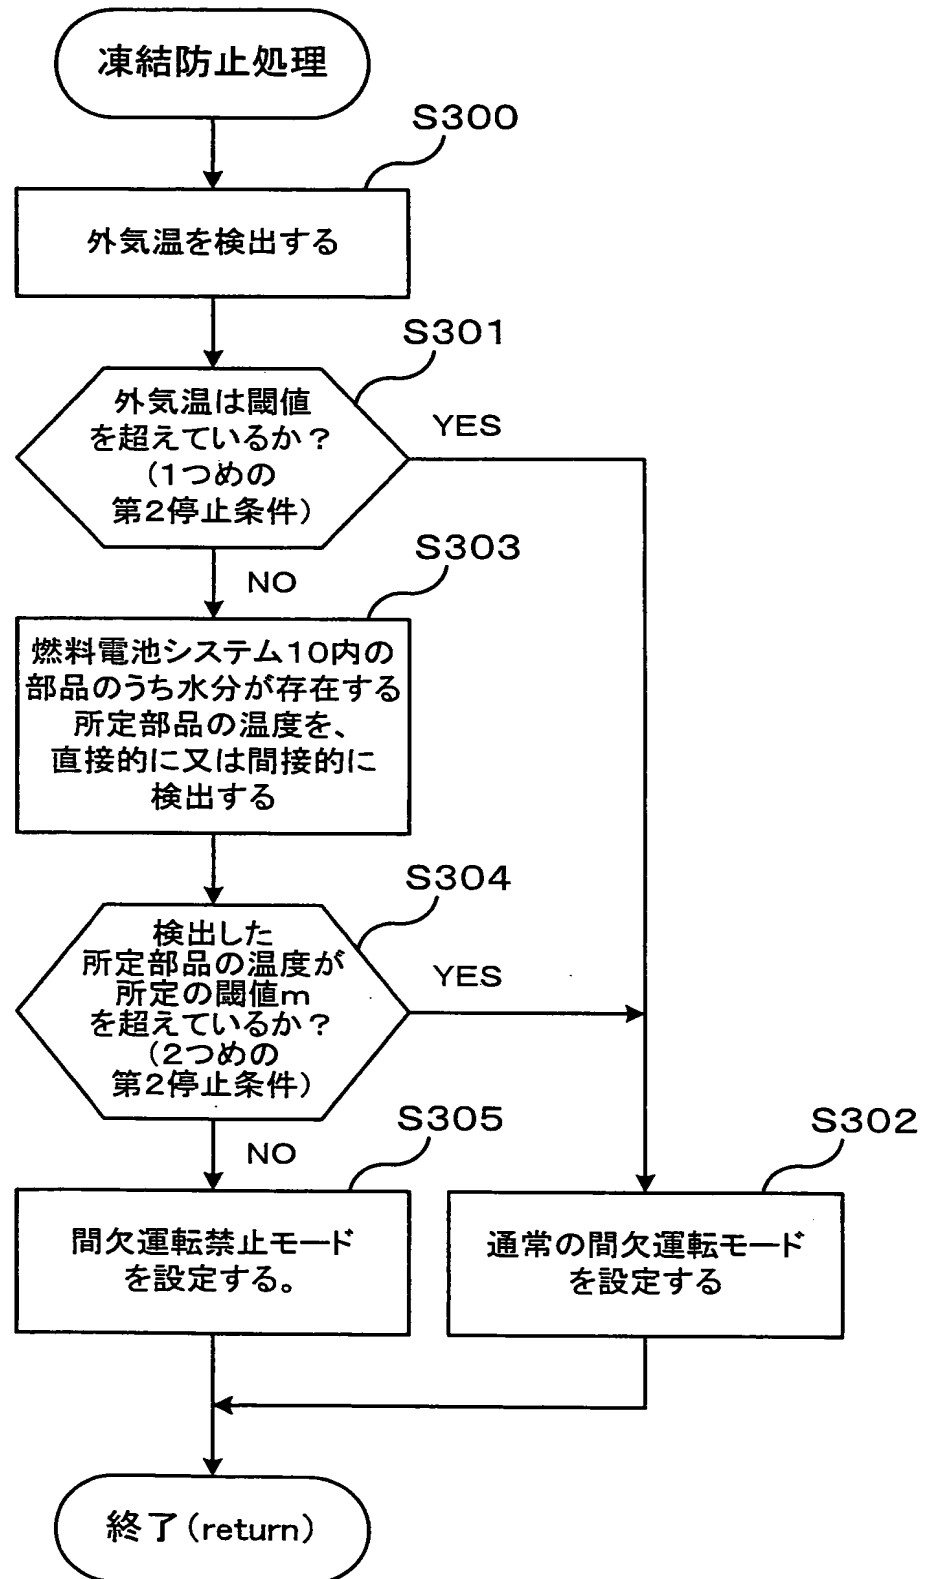 凍結防止処理
S300
外気温を検出する
S301
外気温は閾値
を超えているか？
(1つめの
第2停止条件)
YES
NO
S303
燃料電池システム10内の
部品のうち水分が存在する
所定部品の温度を、
直接的に又は間接的に
検出する
S304
検出した
所定部品の温度が
所定の閾値m
を超えているか？
(2つめの
第2停止条件)
YES
NO
S305
間欠運転禁止モード
を設定する。
S302
通常の間欠運転モード
を設定する
終了(return)